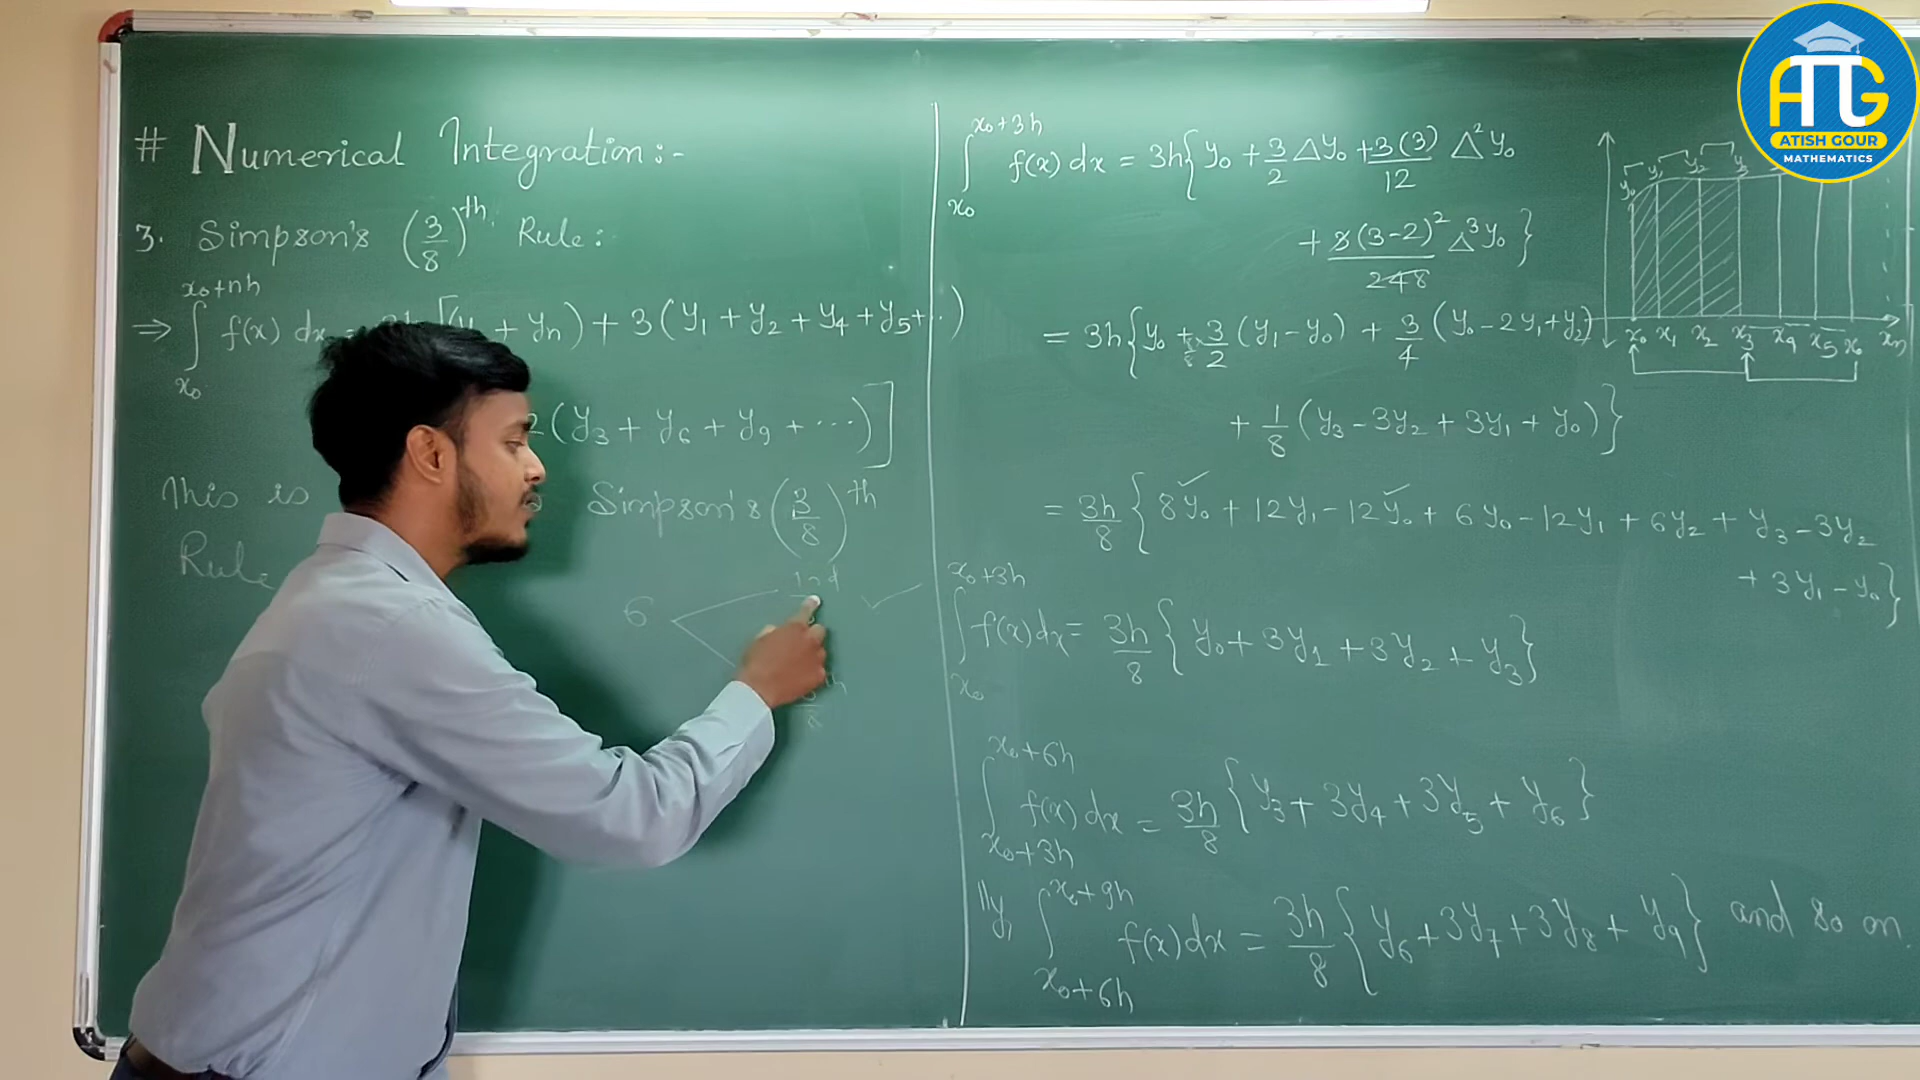 # Numerical Integration:-
3. Simpson's (3/8)^th Rule:
⇒ ∫_{x₀}^{x₀+nh} f(x) dx + yₙ) + 3(y₁ + y₂ + y₄ + y₅ + ..)
2(y₃ + y₆ + y₉ + ...)]
This is Simpson's (3/8)^th
Rule
6
∫_{x₀}^{x₀+3h} f(x) dx = 3h{y₀ + 3/2 Δy₀ + 3(3)/12 Δ²y₀
+ 3(3-2)²/248 Δ³y₀}
= 3h{y₀ + 3/2 (y₁ - y₀) + 3/4 (y₀ - 2y₁ + y₂)
+ 1/8 (y₃ - 3y₂ + 3y₁ + y₀)}
= 3h/8 {8y₀ + 12y₁ - 12y₀ + 6y₀ - 12y₁ + 6y₂ + y₃ - 3y₂
+ 3y₁ - y₀}
∫_{x₀}^{x₀+3h} f(x) dx = 3h/8 {y₀ + 3y₁ + 3y₂ + y₃}
∫_{x₀+3h}^{x₀+6h} f(x) dx = 3h/8 {y₃ + 3y₄ + 3y₅ + y₆}
lly, ∫_{x₀+6h}^{x₀+9h} f(x) dx = 3h/8 {y₆ + 3y₇ + 3y₈ + y₉} and so on.
y₀ y₁ y₂ y₃
x₀ x₁ x₂ x₃ x₄ x₅ x₆ xₙ
ATG
ATISH GOUR
MATHEMATICS